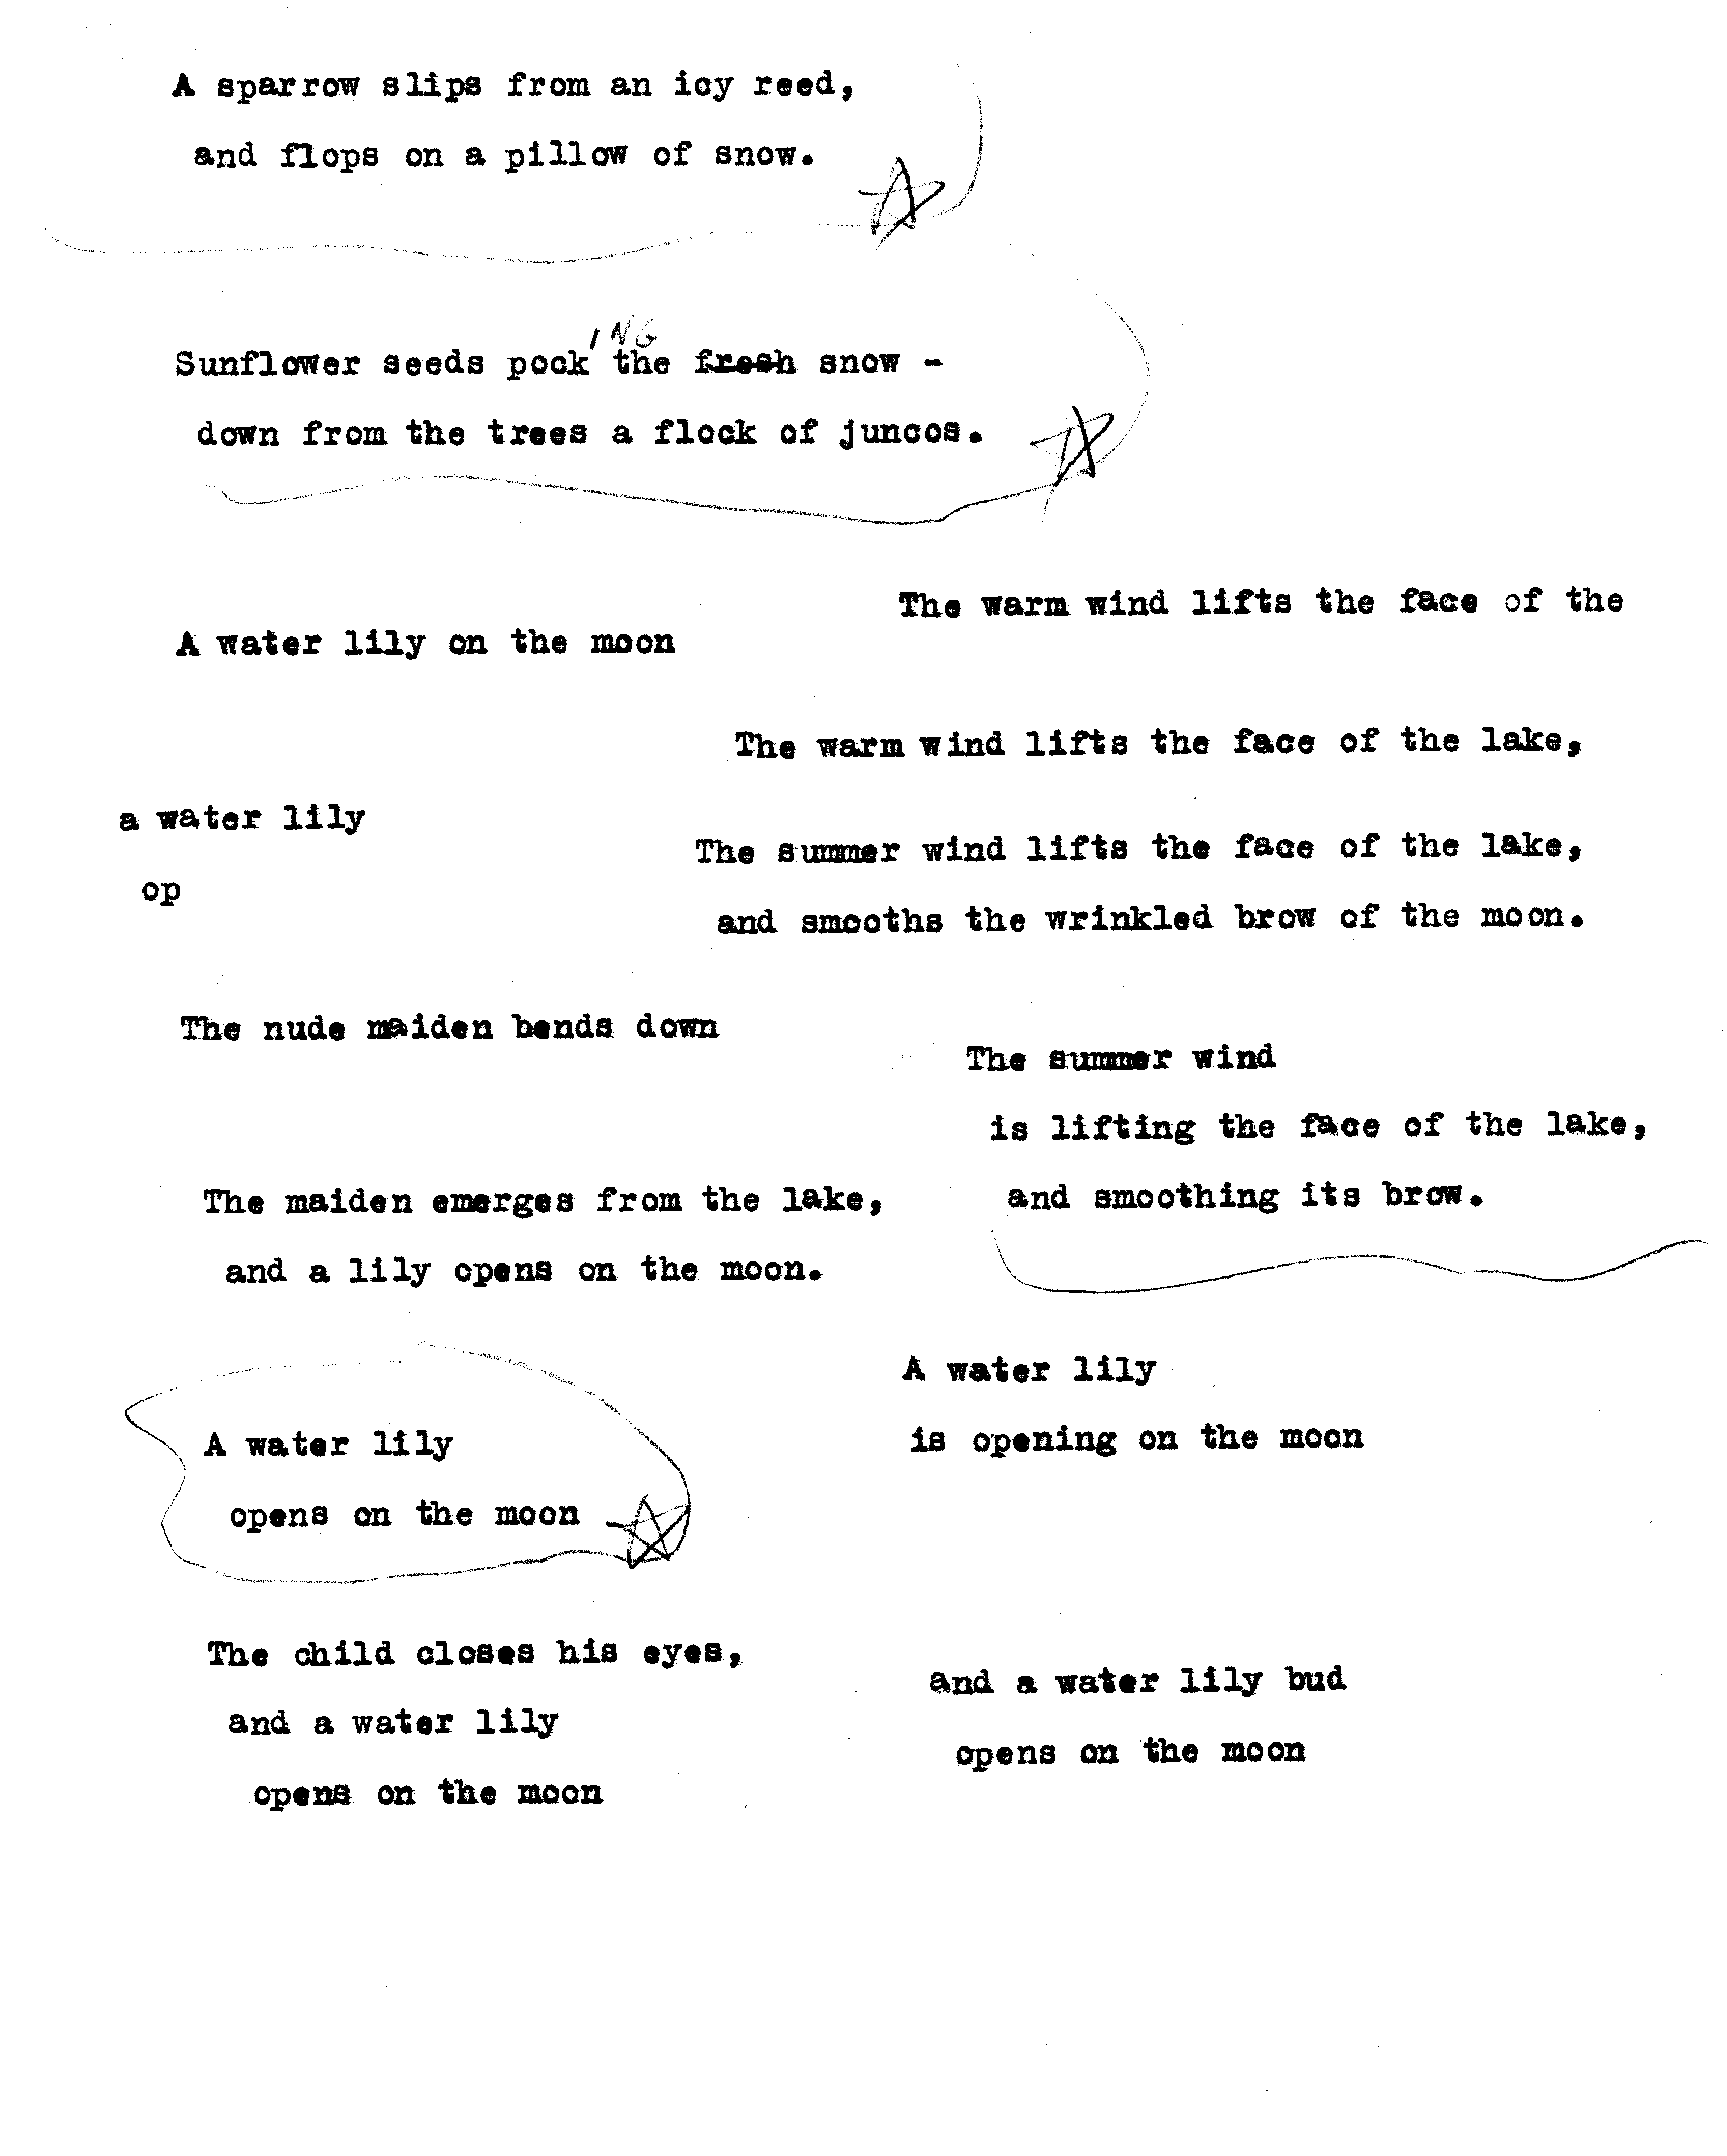 A sparrow slips from an icy reed,
and flops on a pillow of snow.
ING
Sunflower seeds pock the fresh snow -
down from the trees a flock of juncos.
The warm wind lifts the face of the
A water lily on the moon
The warm wind lifts the face of the lake,
a water lily
The summer wind lifts the face of the lake,
op
and smooths the wrinkled brow of the moon.
The nude maiden bends down
The summer wind
is lifting the face of the lake,
and smoothing its brow.
The maiden emerges from the lake,
and a lily opens on the moon.
A water lily
is opening on the moon
A water lily
opens on the moon
The child closes his eyes,
and a water lily
opens on the moon
and a water lily bud
opens on the moon